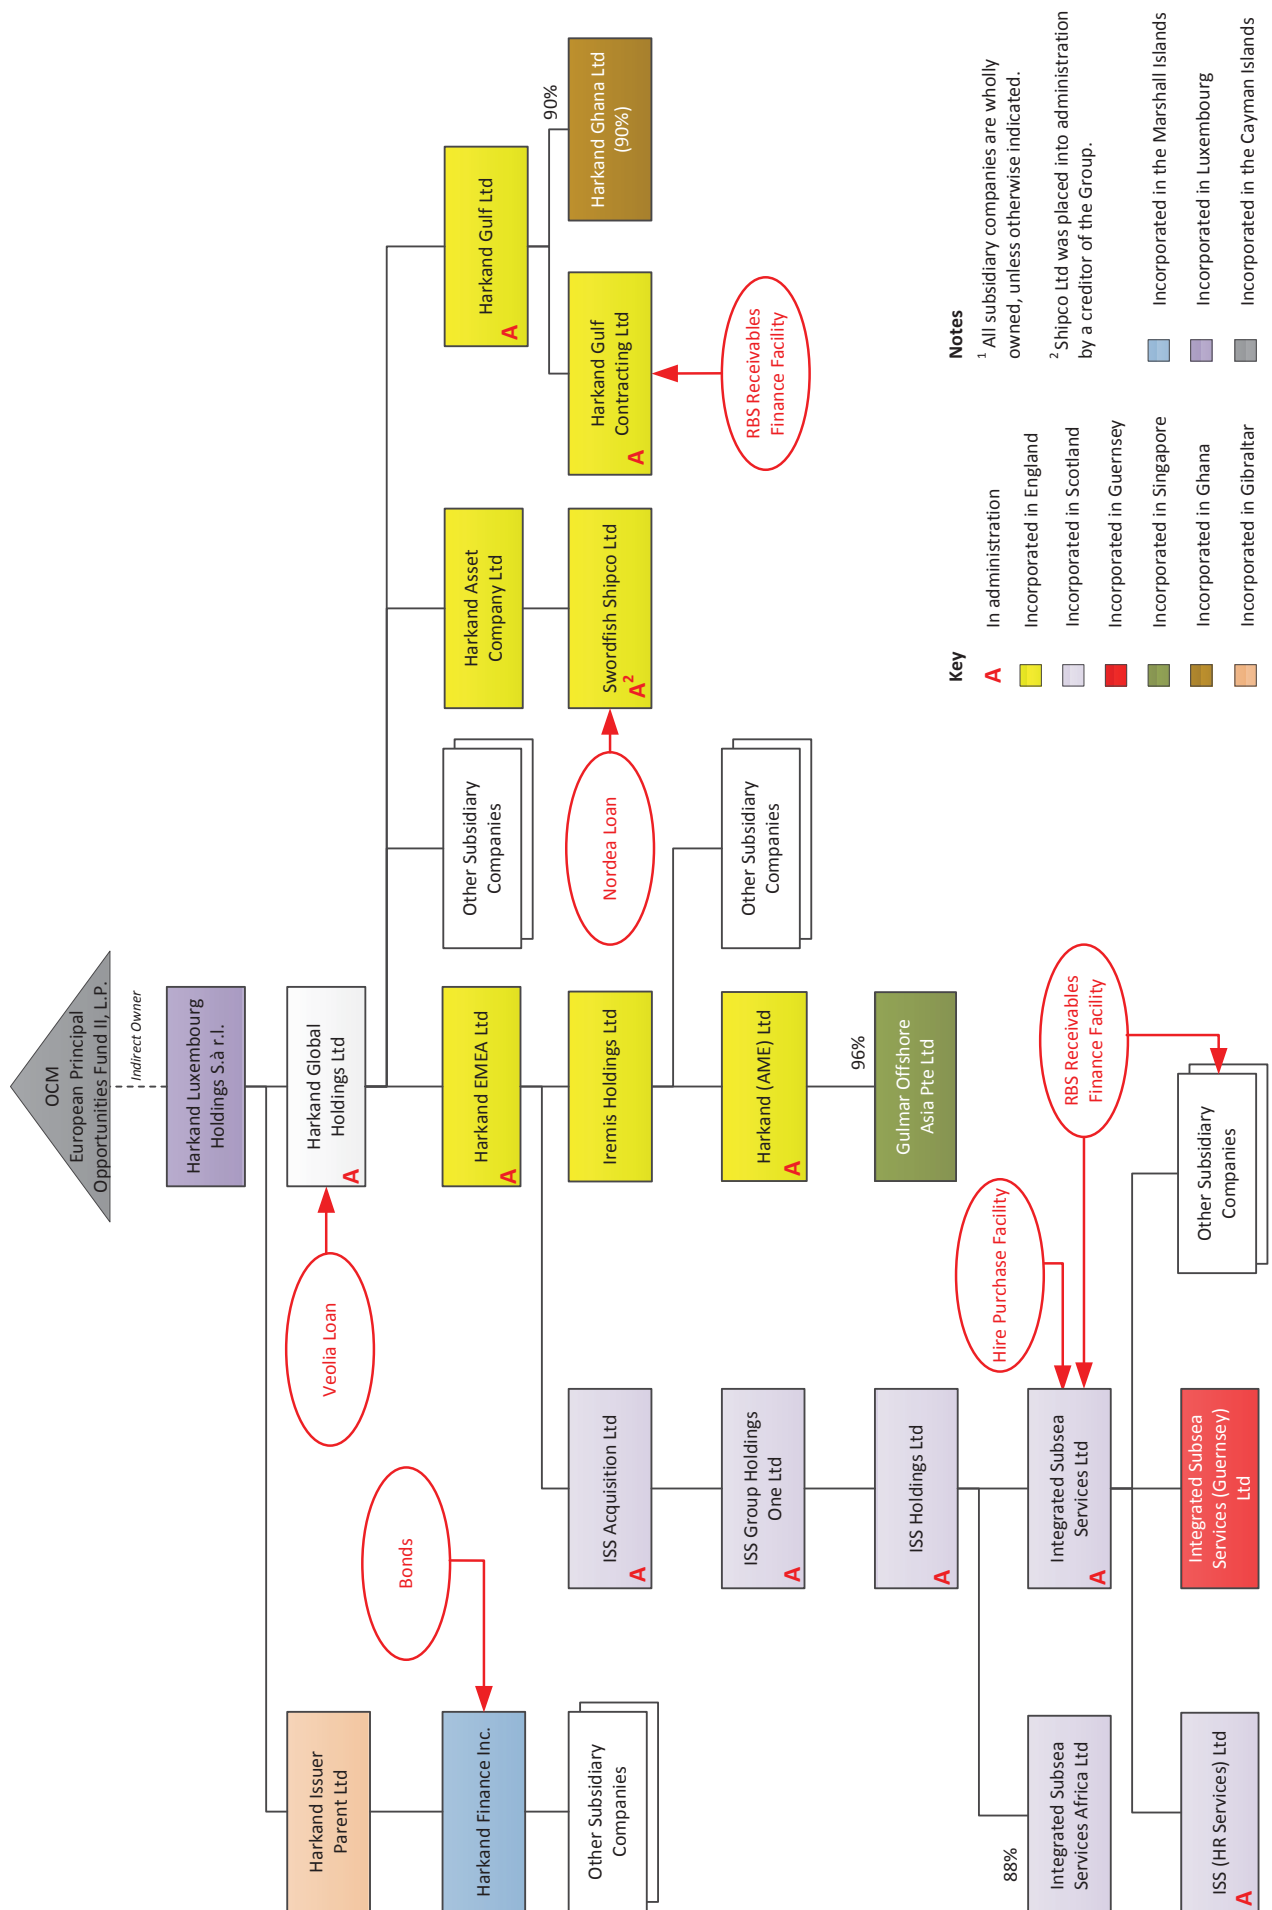 OCM
European Principal
Opportunities Fund II, L.P.
Indirect Owner
Harkand Luxembourg
Holdings S.à r.l.
Harkand Issuer
Parent Ltd
Veolia Loan
Harkand Global
Holdings Ltd
A
Bonds
Harkand Finance Inc.
Harkand EMEA Ltd
A
Other Subsidiary
Companies
Harkand Asset
Company Ltd
Harkand Gulf Ltd
A
Other Subsidiary
Companies
ISS Acquisition Ltd
A
Iremis Holdings Ltd
Nordea Loan
Swordfish Shipco Ltd
A2
Harkand Gulf
Contracting Ltd
A
90%
Harkand Ghana Ltd
(90%)
ISS Group Holdings
One Ltd
A
Harkand (AME) Ltd
Other Subsidiary
Companies
RBS Receivables
Finance Facility
ISS Holdings Ltd
A
96%
Gulmar Offshore
Asia Pte Ltd
Hire Purchase Facility
RBS Receivables
Finance Facility
88%
Integrated Subsea
Services Africa Ltd
Integrated Subsea
Services Ltd
A
ISS (HR Services) Ltd
A
Integrated Subsea
Services (Guernsey)
Ltd
Other Subsidiary
Companies
Key
A
In administration
Incorporated in England
Incorporated in Scotland
Incorporated in Guernsey
Incorporated in Singapore
Incorporated in Ghana
Incorporated in Gibraltar
Notes
1 All subsidiary companies are wholly
owned, unless otherwise indicated.
2 Shipco Ltd was placed into administration
by a creditor of the Group.
Incorporated in the Marshall Islands
Incorporated in Luxembourg
Incorporated in the Cayman Islands